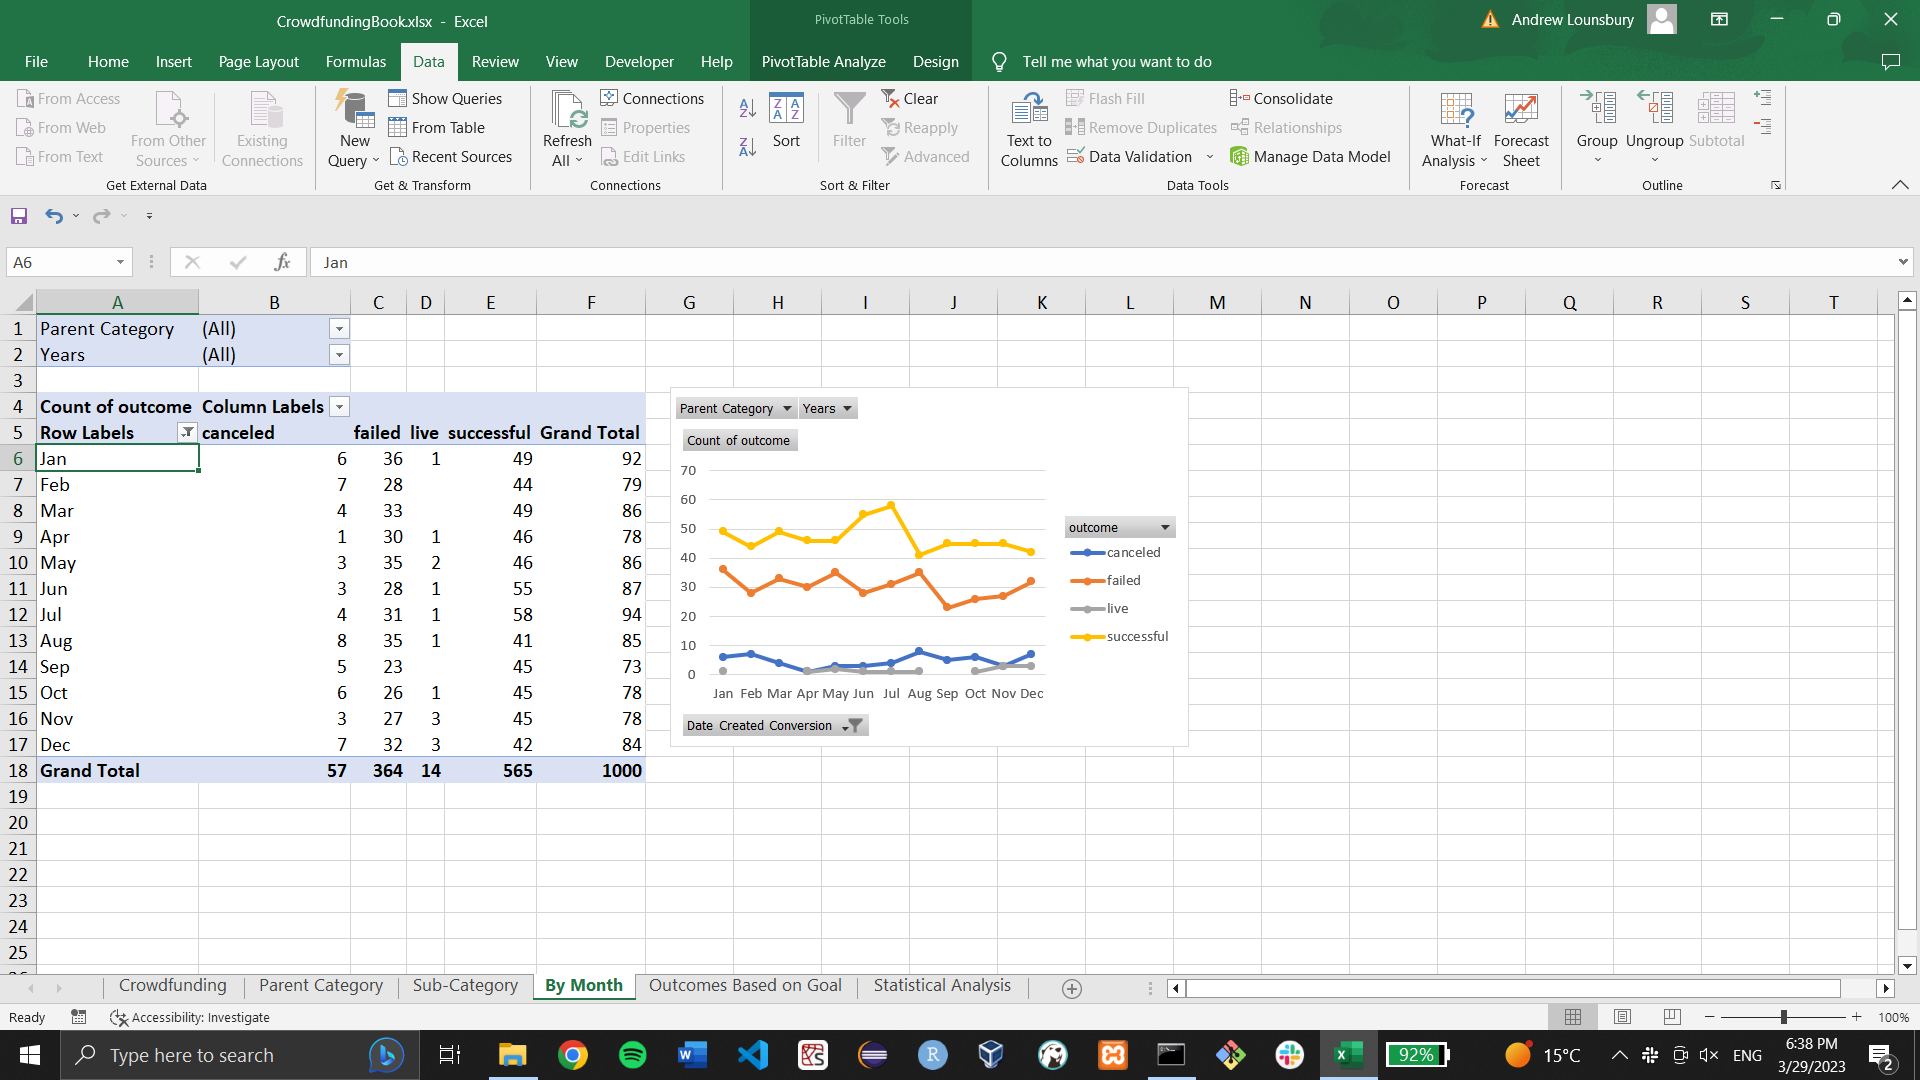 CrowdfundingBook.xlsx - Excel
PivotTable Tools
Andrew Lounsbury
File Home Insert Page Layout Formulas Data Review View Developer Help PivotTable Analyze Design Tell me what you want to do
From Access
From Web
From Text
From Other Sources
Existing Connections
Get External Data
New Query
Show Queries
From Table
Recent Sources
Get & Transform
Refresh All
Connections
Properties
Edit Links
Connections
Sort
Filter
Clear
Reapply
Advanced
Sort & Filter
Text to Columns
Flash Fill
Remove Duplicates
Data Validation
Consolidate
Relationships
Manage Data Model
Data Tools
What-If Analysis
Forecast Sheet
Forecast
Group
Ungroup
Subtotal
Outline
A6
fx
Jan
A B C D E F G H I J K L M N O P Q R S T
1 Parent Category (All)
2 Years (All)
3
4 Count of outcome Column Labels
5 Row Labels canceled failed live successful Grand Total
6 Jan 6 36 1 49 92
7 Feb 7 28 44 79
8 Mar 4 33 49 86
9 Apr 1 30 1 46 78
10 May 3 35 2 46 86
11 Jun 3 28 1 55 87
12 Jul 4 31 1 58 94
13 Aug 8 35 1 41 85
14 Sep 5 23 45 73
15 Oct 6 26 1 45 78
16 Nov 3 27 3 45 78
17 Dec 7 32 3 42 84
18 Grand Total 57 364 14 565 1000
19
20
21
22
23
24
25
Parent Category Years
Count of outcome
70
60
50
40
30
20
10
0
Jan Feb Mar Apr May Jun Jul Aug Sep Oct Nov Dec
outcome
canceled
failed
live
successful
Date Created Conversion
Crowdfunding Parent Category Sub-Category By Month Outcomes Based on Goal Statistical Analysis
Ready Accessibility: Investigate 100%
Type here to search
92%
15°C
ENG
6:38 PM
3/29/2023
2